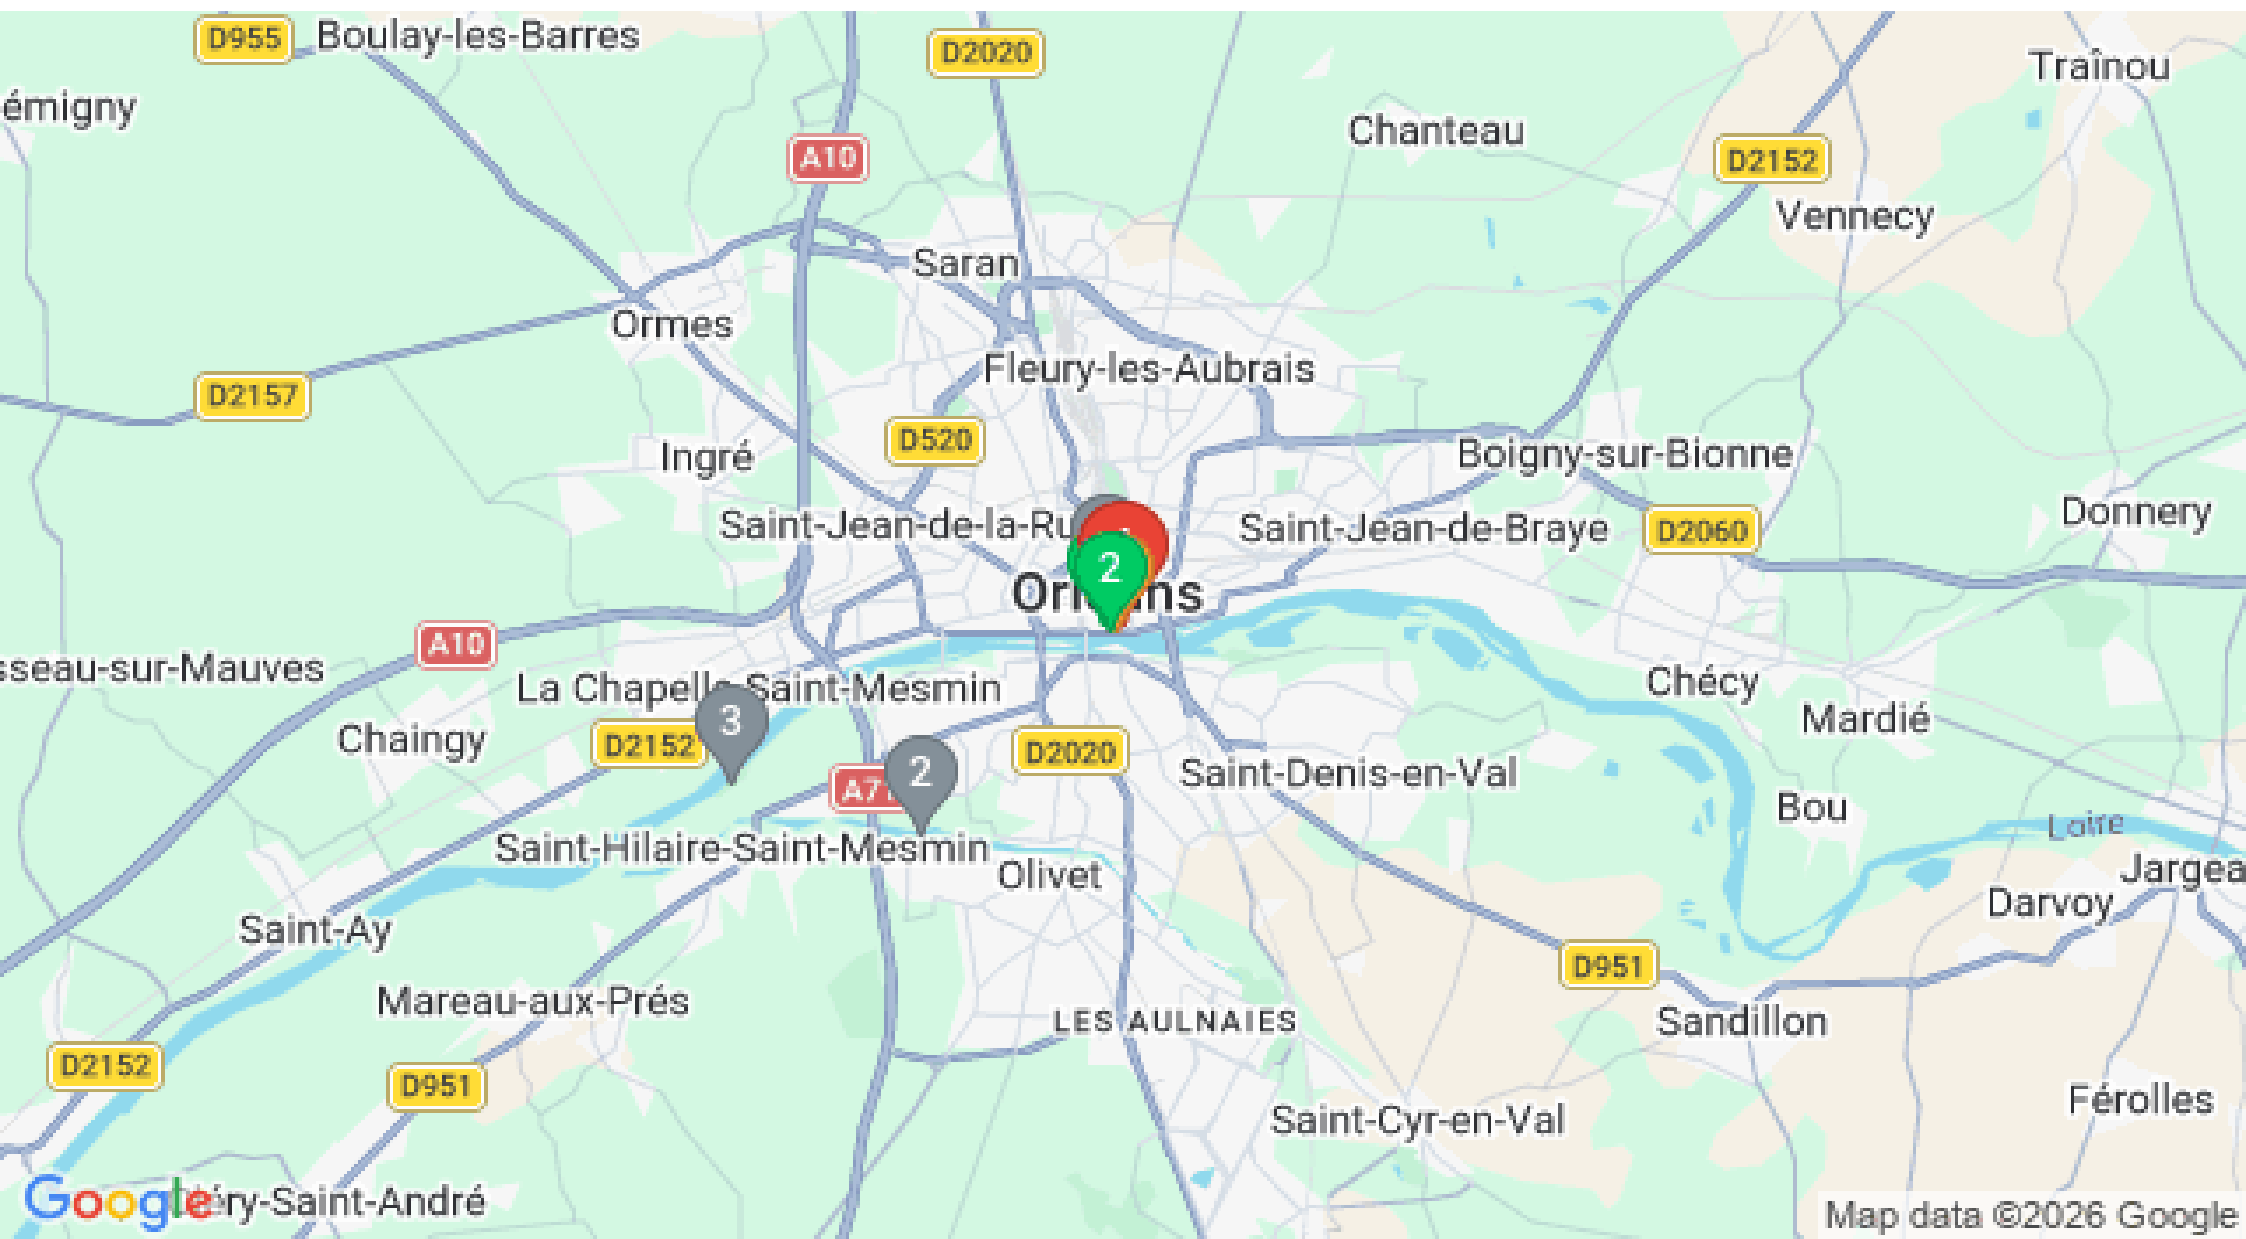 D955
Boulay-les-Barres
D2020
Traînou
émigny
Chanteau
A10
D2152
Vennecy
Saran
Ormes
Fleury-les-Aubrais
D2157
D520
Ingré
Boigny-sur-Bionne
Donnery
Saint-Jean-de-la-Ru
Saint-Jean-de-Braye
D2060
2
Or
ns
A10
sseau-sur-Mauves
La Chapelle-Saint-Mesmin
Chécy
3
Mardié
Chaingy
D2152
D2020
2
Saint-Denis-en-Val
A71
Bou
Loire
Saint-Hilaire-Saint-Mesmin
Olivet
Jargea
Darvoy
Saint-Ay
D951
Mareau-aux-Prés
LES AULNAIES
Sandillon
D2152
D951
Férolles
Saint-Cyr-en-Val
Google
éry-Saint-André
Map data ©2026 Google